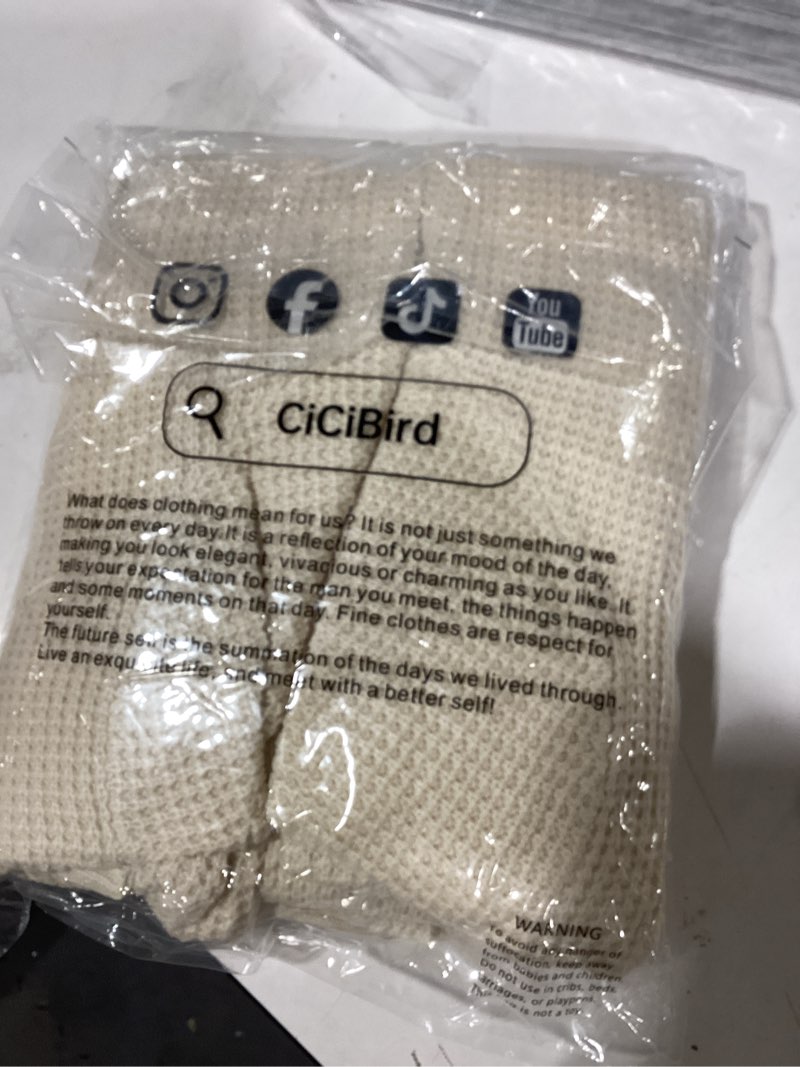 You
Tube
CiCiBird
What does clothing mean for us? It is not just something we
throw on every day.It is a reflection of your mood of the day,
making you look elegant, vivacious or charming as you like. It
tells your expectation for the man you meet, the things happen
and some moments on that day. Fine clothes are respect for
yourself.
The future self is the summation of the days we lived through.
Live an life, and meet with a better self!
WARNING
To avoid any danger of
suffocation, keep away
from babies and children.
Do not use in cribs, beds,
carriages, or playpens.
This is not a toy.